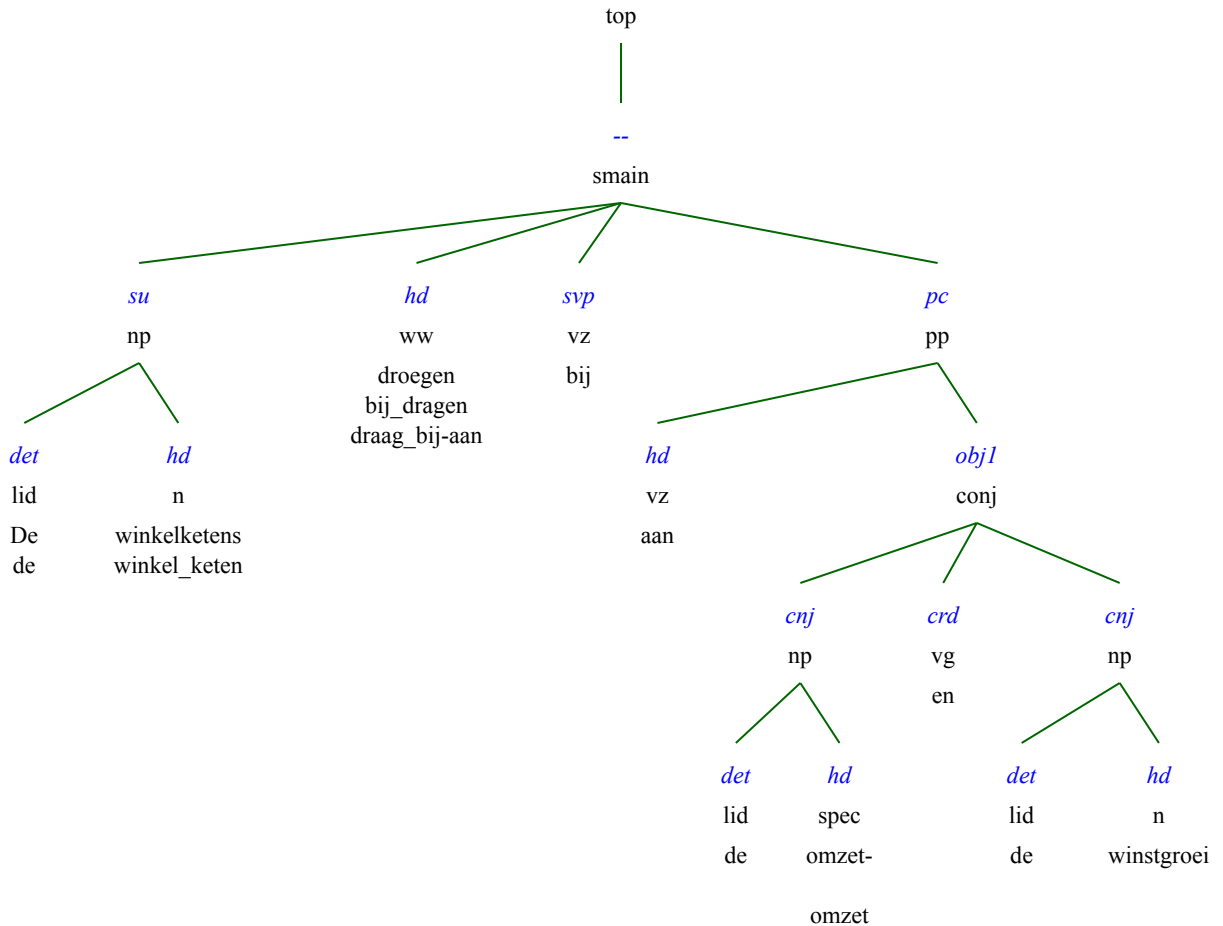 top
--
smain
su hd svp pc
np ww vz pp
droegen bij
bij_dragen
draag_bij-aan
det hd hd obj1
lid n vz conj
De winkelketens aan
de winkel_keten
cnj crd cnj
np vg np
en
det hd det hd
lid spec lid n
de omzet- de winstgroei
omzet